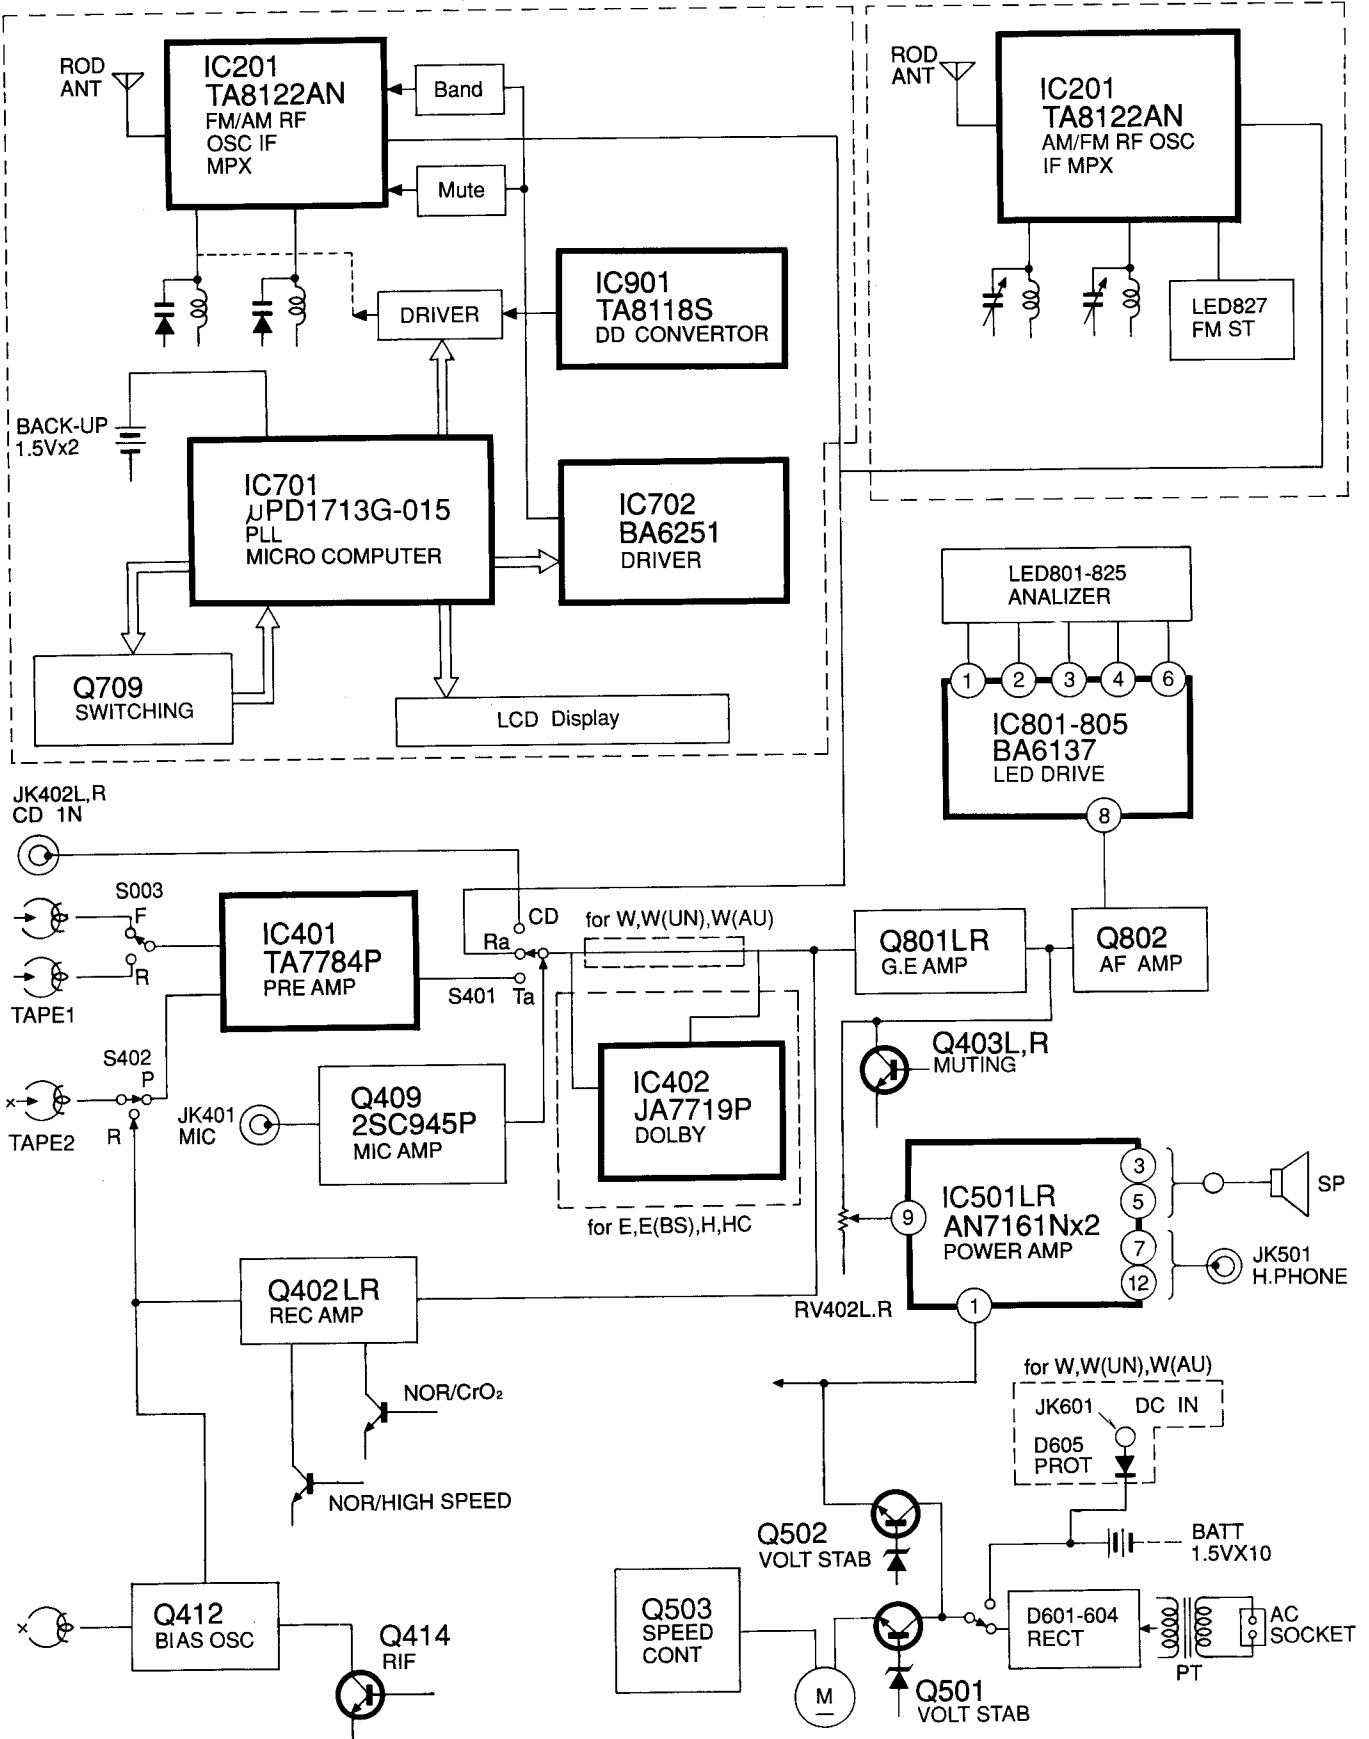 ROD
ANT
IC201
TA8122AN
FM/AM RF
OSC IF
MPX
Band
Mute
IC901
TA8118S
DD CONVERTOR
DRIVER
BACK-UP
1.5Vx2
IC701
μPD1713G-015
PLL
MICRO COMPUTER
IC702
BA6251
DRIVER
Q709
SWITCHING
LCD Display
ROD
ANT
IC201
TA8122AN
AM/FM RF OSC
IF MPX
LED827
FM ST
LED801-825
ANALIZER
1
2
3
4
6
IC801-805
BA6137
LED DRIVE
8
JK402L,R
CD 1N
S003
F
R
TAPE1
IC401
TA7784P
PRE AMP
CD
Ra
S401 Ta
for W,W(UN),W(AU)
Q801LR
G.E AMP
Q802
AF AMP
Q403L,R
MUTING
S402
P
R
TAPE2
JK401
MIC
Q409
2SC945P
MIC AMP
IC402
JA7719P
DOLBY
for E,E(BS),H,HC
IC501LR
AN7161Nx2
POWER AMP
9
3
5
7
12
1
SP
JK501
H.PHONE
RV402L.R
Q402LR
REC AMP
NOR/CrO₂
NOR/HIGH SPEED
for W,W(UN),W(AU)
JK601
DC IN
D605
PROT
Q502
VOLT STAB
BATT
1.5VX10
Q412
BIAS OSC
Q414
RIF
Q503
SPEED
CONT
M
Q501
VOLT STAB
D601-604
RECT
PT
AC
SOCKET